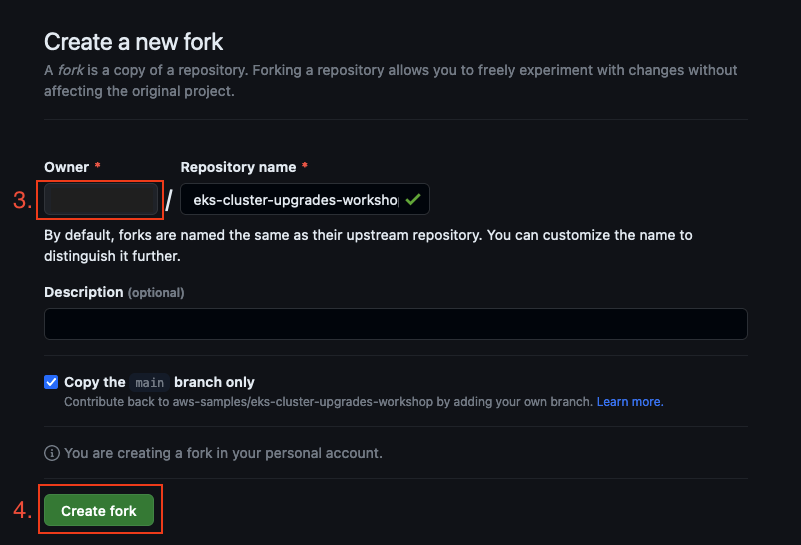 Create a new fork
A fork is a copy of a repository. Forking a repository allows you to freely experiment with changes without
affecting the original project.
Owner * Repository name *
3. / eks-cluster-upgrades-worksho
By default, forks are named the same as their upstream repository. You can customize the name to
distinguish it further.
Description (optional)
Copy the main branch only
Contribute back to aws-samples/eks-cluster-upgrades-workshop by adding your own branch. Learn more.
You are creating a fork in your personal account.
4. Create fork